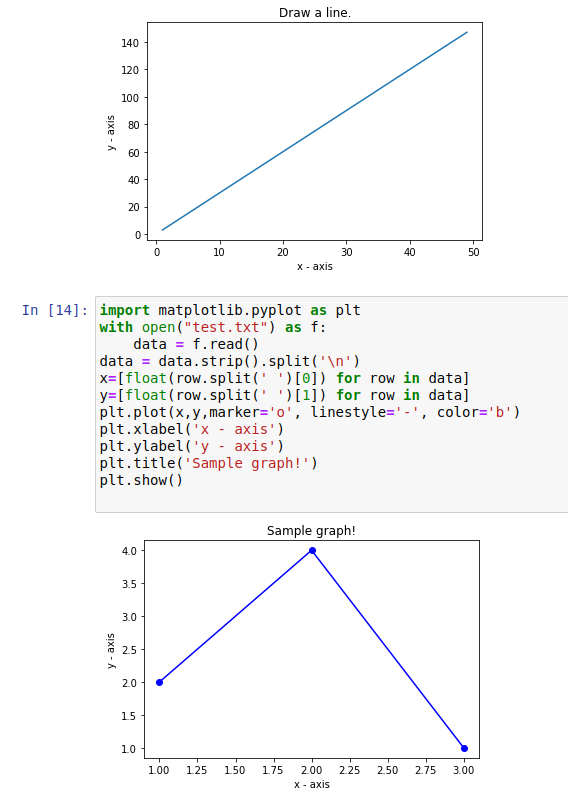 Draw a line.
140
120
100
80
60
40
20
0
y - axis
0 10 20 30 40 50
x - axis
In [14]:
import matplotlib.pyplot as plt
with open("test.txt") as f:
    data = f.read()
data = data.strip().split('\n')
x=[float(row.split(' ')[0]) for row in data]
y=[float(row.split(' ')[1]) for row in data]
plt.plot(x,y,marker='o', linestyle='-', color='b')
plt.xlabel('x - axis')
plt.ylabel('y - axis')
plt.title('Sample graph!')
plt.show()
Sample graph!
4.0
3.5
3.0
2.5
2.0
1.5
1.0
y - axis
1.00 1.25 1.50 1.75 2.00 2.25 2.50 2.75 3.00
x - axis